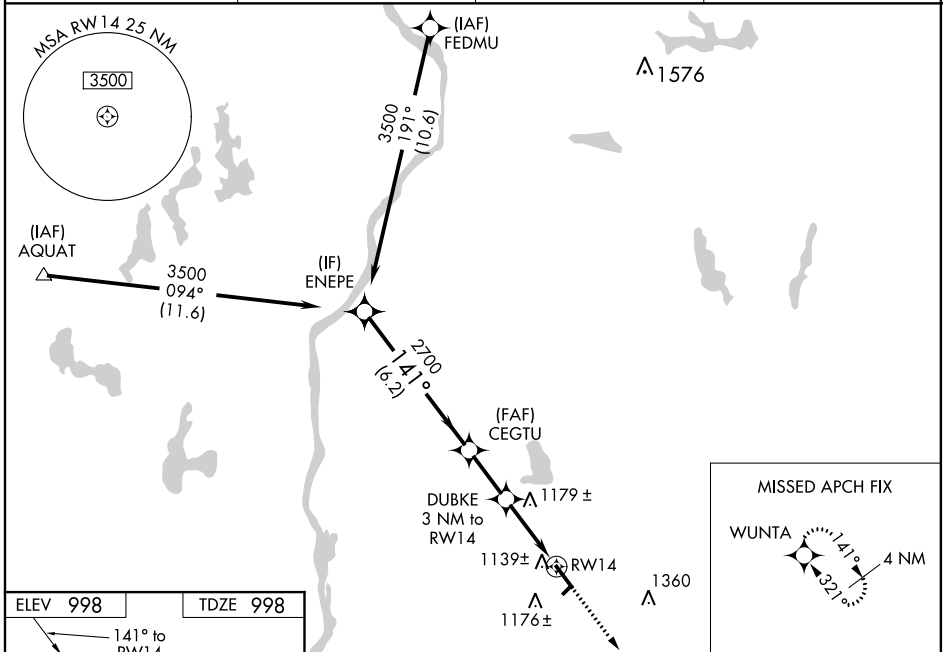 MSA RW14 25 NM
3500
(IAF)
FEDMU
1576
3500
191°
(10.6)
(IAF)
AQUAT
3500
094°
(11.6)
(IF)
ENEPE
2700
141°
(6.2)
(FAF)
CEGTU
DUBKE
3 NM to
RW14
1179 ±
1139±
RW14
1176±
1360
MISSED APCH FIX
WUNTA
141°
321°
4 NM
ELEV 998
TDZE 998
141° to
RW14